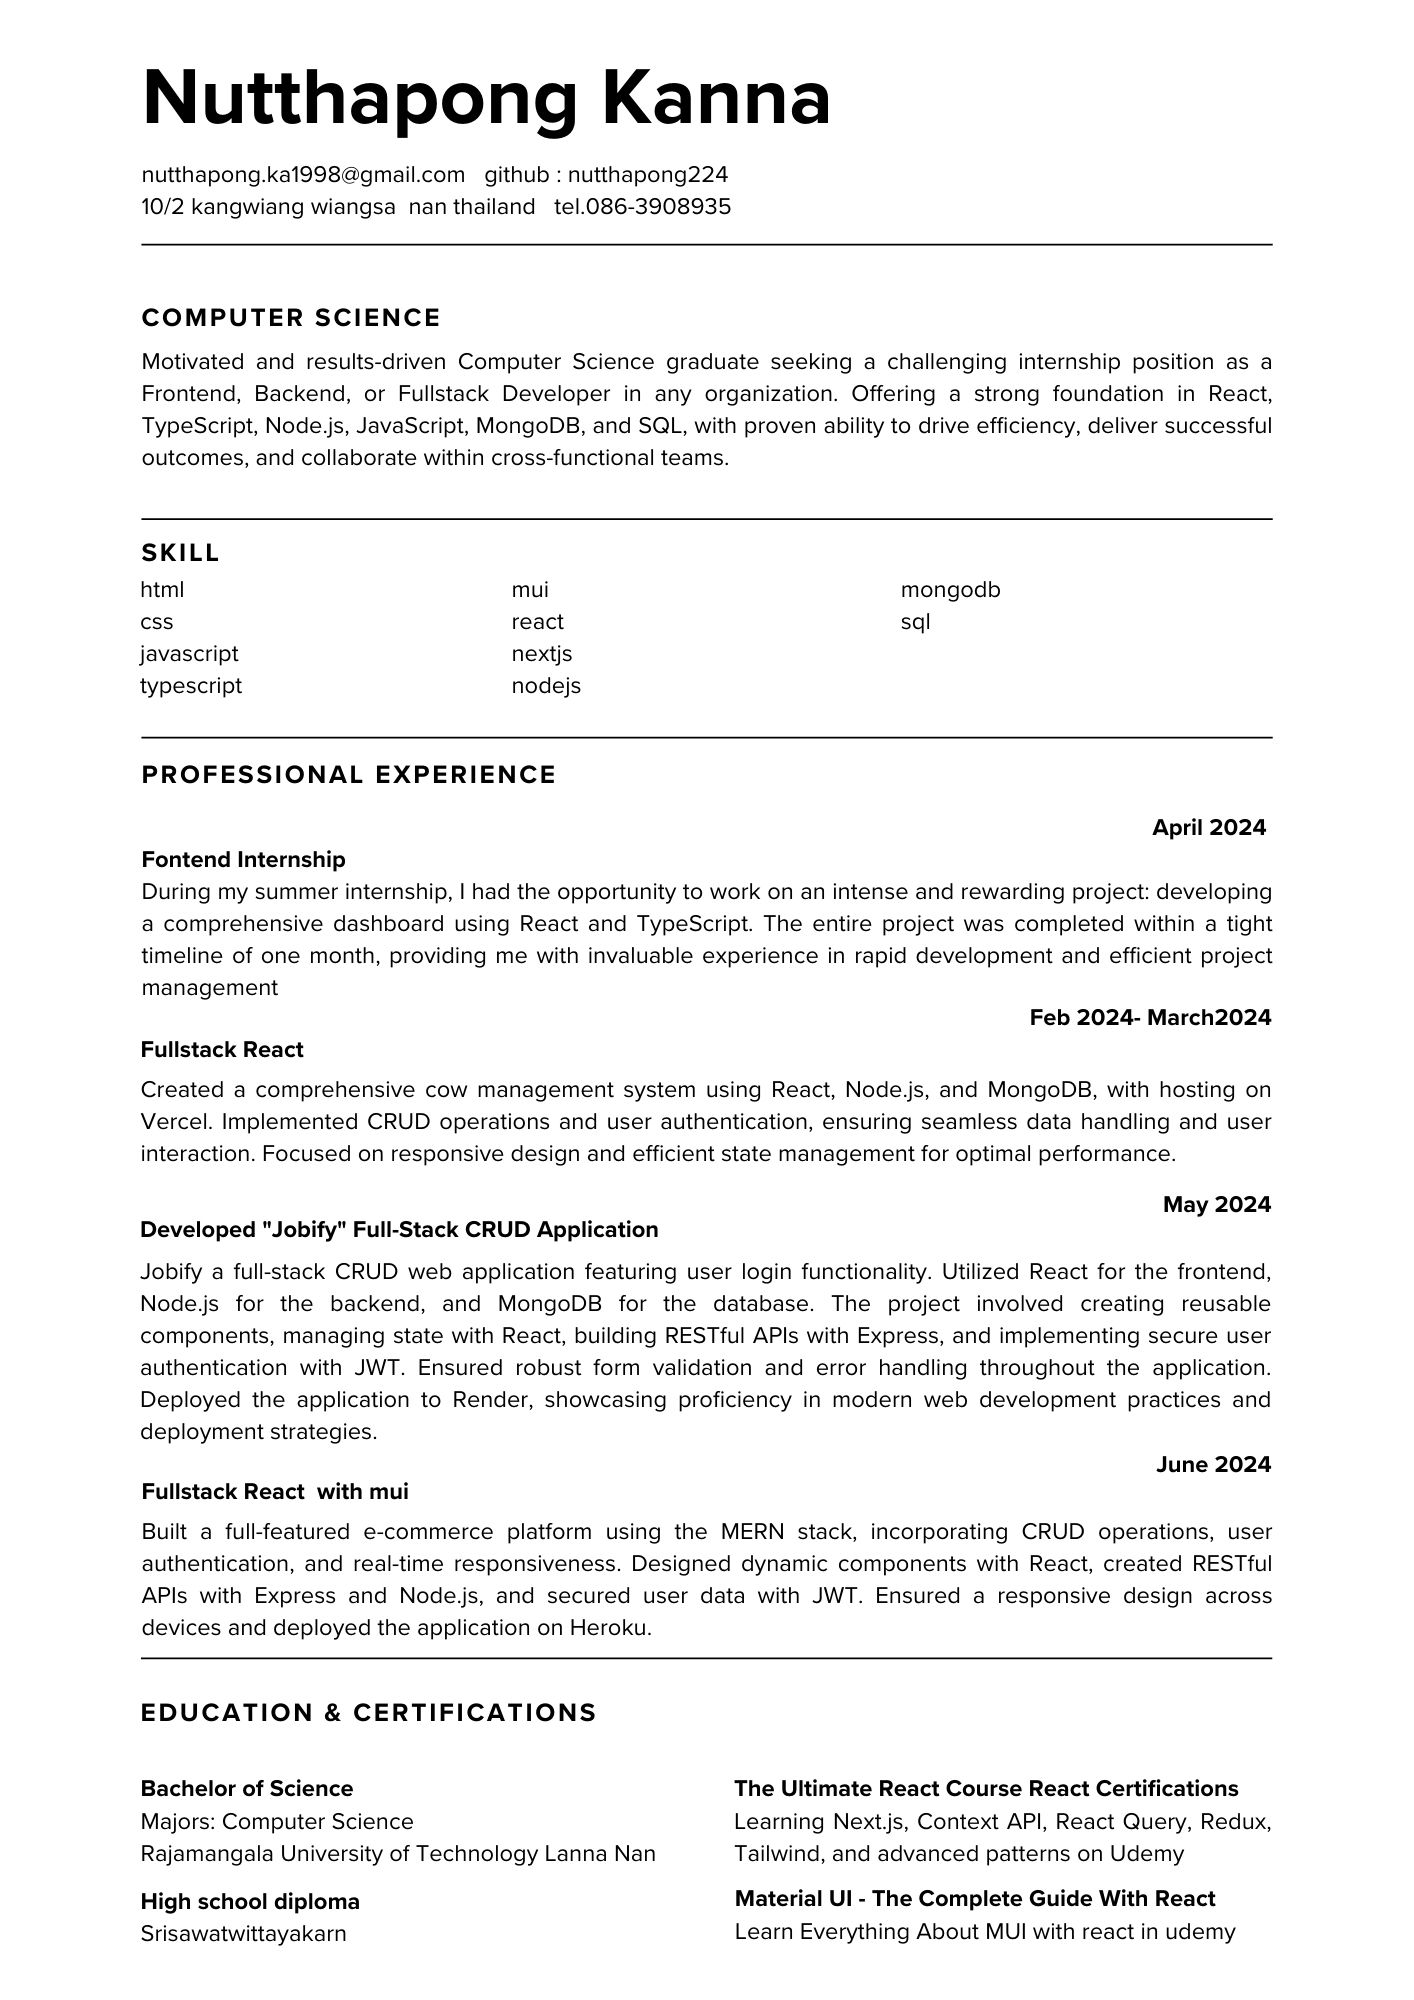 Nutthapong Kanna
nutthapong.ka1998@gmail.com github : nutthapong224
10/2 kangwiang wiangsa nan thailand tel.086-3908935
COMPUTER SCIENCE
Motivated and results-driven Computer Science graduate seeking a challenging internship position as a
Frontend, Backend, or Fullstack Developer in any organization. Offering a strong foundation in React,
TypeScript, Node.js, JavaScript, MongoDB, and SQL, with proven ability to drive efficiency, deliver successful
outcomes, and collaborate within cross-functional teams.
SKILL
html
css
javascript
typescript
mui
react
nextjs
nodejs
mongodb
sql
PROFESSIONAL EXPERIENCE
April 2024
Fontend Internship
During my summer internship, I had the opportunity to work on an intense and rewarding project: developing
a comprehensive dashboard using React and TypeScript. The entire project was completed within a tight
timeline of one month, providing me with invaluable experience in rapid development and efficient project
management
Feb 2024- March2024
Fullstack React
Created a comprehensive cow management system using React, Node.js, and MongoDB, with hosting on
Vercel. Implemented CRUD operations and user authentication, ensuring seamless data handling and user
interaction. Focused on responsive design and efficient state management for optimal performance.
May 2024
Developed "Jobify" Full-Stack CRUD Application
Jobify a full-stack CRUD web application featuring user login functionality. Utilized React for the frontend,
Node.js for the backend, and MongoDB for the database. The project involved creating reusable
components, managing state with React, building RESTful APIs with Express, and implementing secure user
authentication with JWT. Ensured robust form validation and error handling throughout the application.
Deployed the application to Render, showcasing proficiency in modern web development practices and
deployment strategies.
June 2024
Fullstack React with mui
Built a full-featured e-commerce platform using the MERN stack, incorporating CRUD operations, user
authentication, and real-time responsiveness. Designed dynamic components with React, created RESTful
APIs with Express and Node.js, and secured user data with JWT. Ensured a responsive design across
devices and deployed the application on Heroku.
EDUCATION & CERTIFICATIONS
Bachelor of Science
Majors: Computer Science
Rajamangala University of Technology Lanna Nan
High school diploma
Srisawatwittayakarn
The Ultimate React Course React Certifications
Learning Next.js, Context API, React Query, Redux,
Tailwind, and advanced patterns on Udemy
Material UI - The Complete Guide With React
Learn Everything About MUI with react in udemy